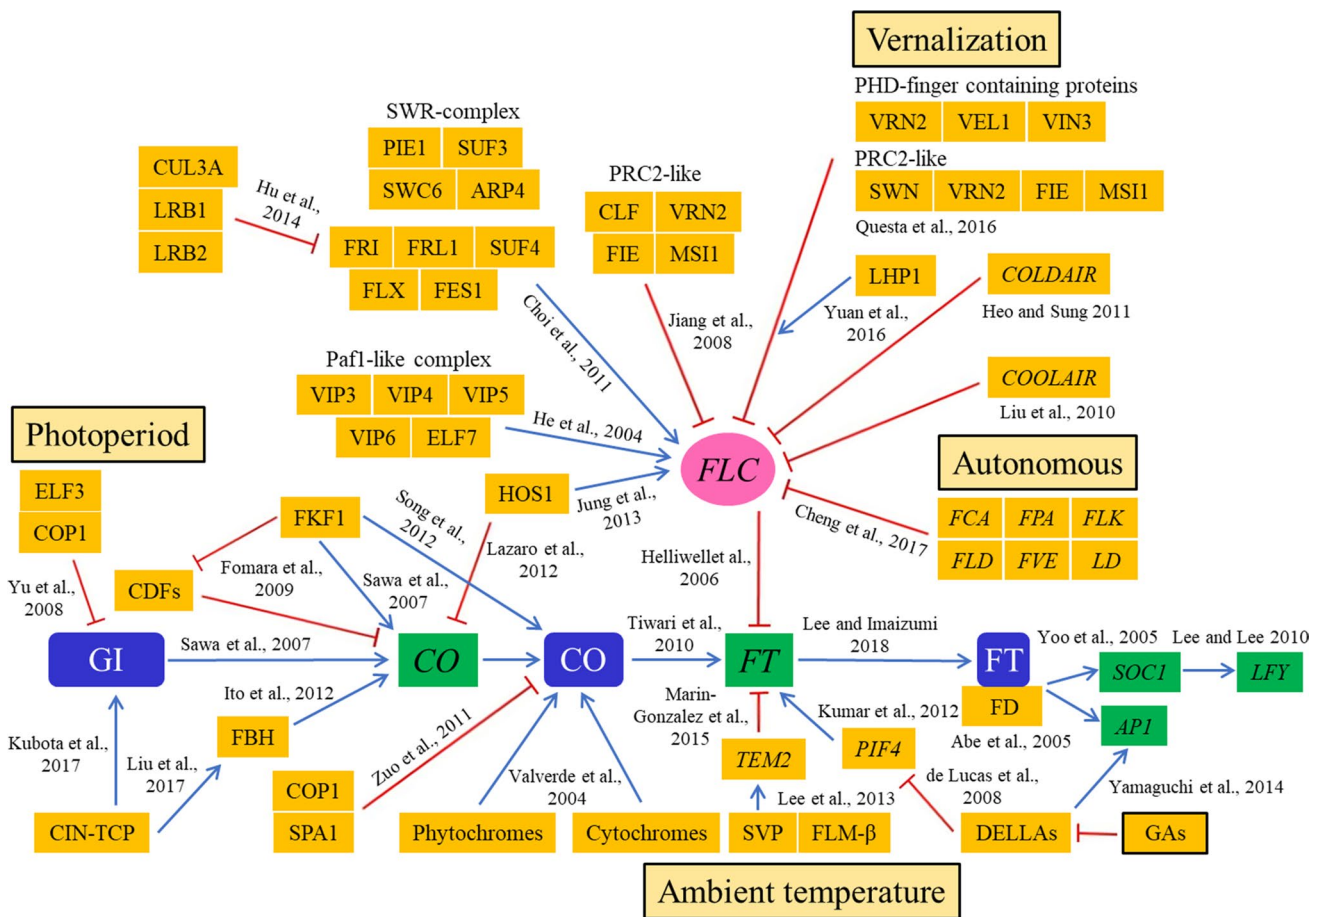 Vernalization
PHD-finger containing proteins
VRN2 VEL1 VIN3
PRC2-like
SWN VRN2 FIE MSI1
Questa et al., 2016
SWR-complex
PIE1 SUF3
SWC6 ARP4
CUL3A
LRB1
LRB2
Hu et al.,
2014
FRI FRL1 SUF4
FLX FES1
PRC2-like
CLF VRN2
FIE MSI1
LHP1
Yuan et al.,
2016
COLDAIR
Heo and Sung 2011
Choi et al., 2011
Jiang et al.,
2008
COOLAIR
Liu et al., 2010
Paf1-like complex
VIP3 VIP4 VIP5
VIP6 ELF7
He et al., 2004
FLC
Photoperiod
Autonomous
FCA FPA FLK
FLD FVE LD
Cheng et al., 2017
ELF3
COP1
HOS1
Jung et al.,
2013
FKF1
Song et al.,
2012
Lazaro et al.,
2012
Helliwellet al.,
2006
Yu et al.,
2008
CDFs
Fomara et al.,
2009
Sawa et al.,
2007
GI
Sawa et al., 2007
CO
CO
Tiwari et al.,
2010
FT
Lee and Imaizumi
2018
FT
FD
Yoo et al., 2005
SOC1
Lee and Lee 2010
LFY
AP1
Abe et al., 2005
Ito et al., 2012
FBH
Kubota et al.,
2017
Liu et al.,
2017
Zuo et al., 2011
Marin-
Gonzalez et al.,
2015
Kumar et al., 2012
TEM2
PIF4
de Lucas et al.,
2008
Yamaguchi et al., 2014
COP1
SPA1
Valverde et al.,
2004
Lee et al., 2013
CIN-TCP
Phytochromes
Cytochromes
SVP FLM-β
DELLAs
GAs
Ambient temperature